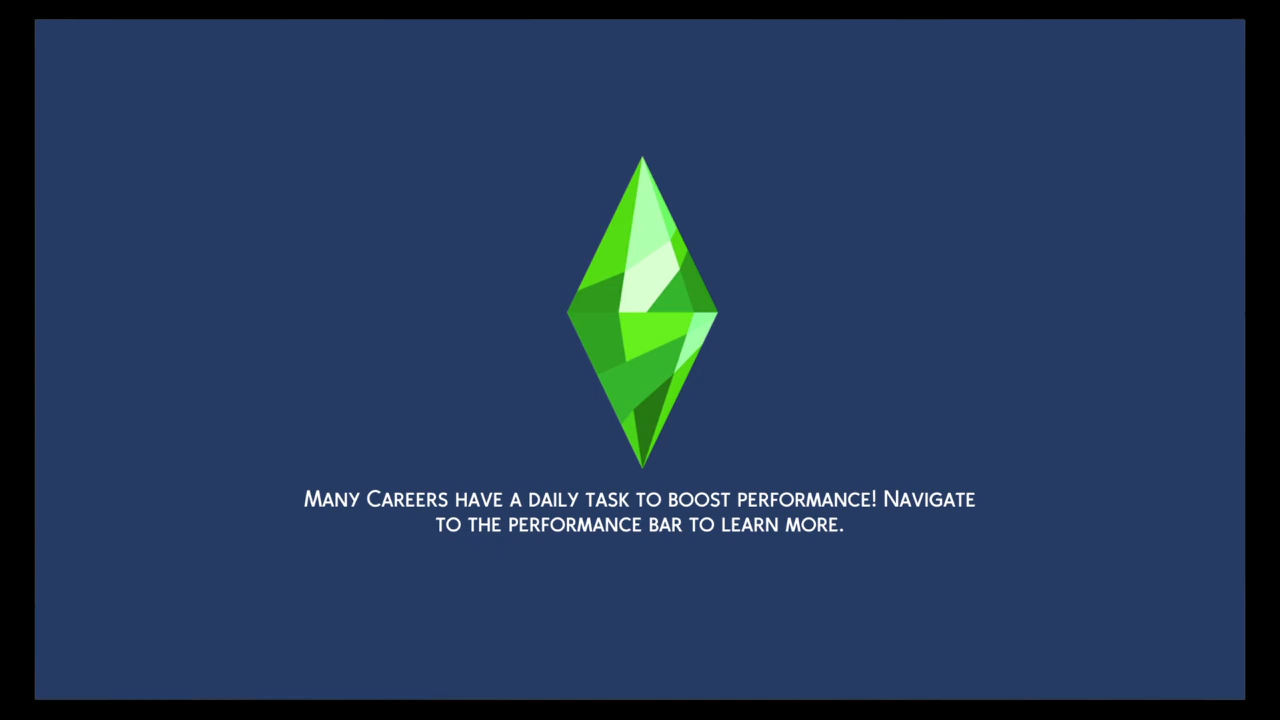 Many Careers have a daily task to boost performance! Navigate
to the performance bar to learn more.